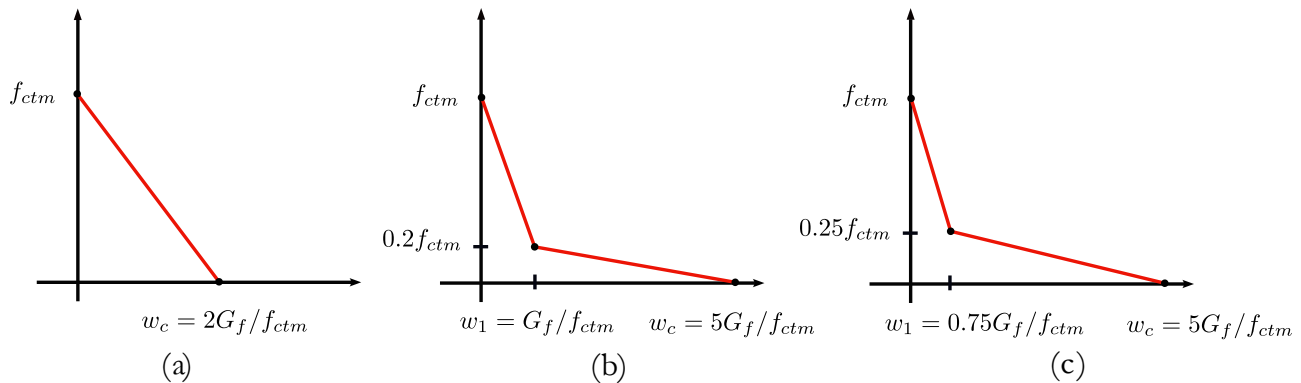 f_{ctm}
w_c = 2G_f/f_{ctm}
(a)
f_{ctm}
0.2f_{ctm}
w_1 = G_f/f_{ctm}
w_c = 5G_f/f_{ctm}
(b)
f_{ctm}
0.25f_{ctm}
w_1 = 0.75G_f/f_{ctm}
w_c = 5G_f/f_{ctm}
(c)